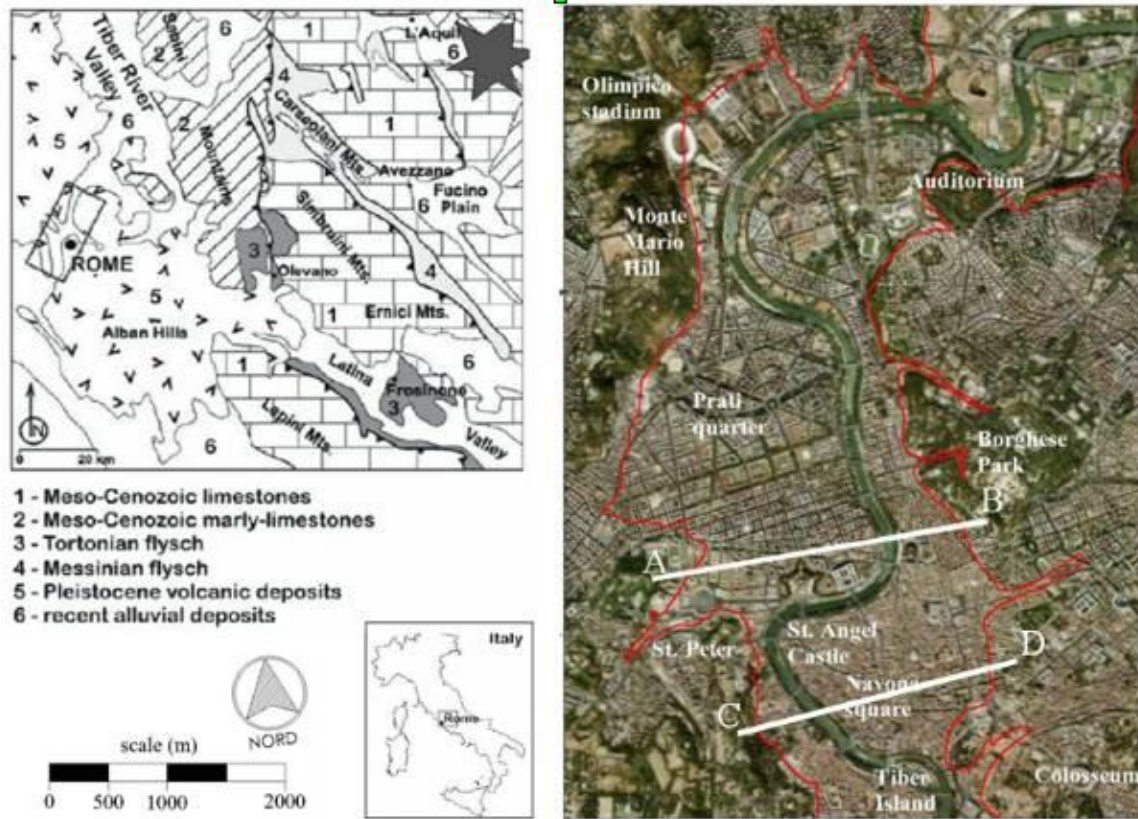 L'Aquil
6
1
6
Sabini
2
Tiber River
Valley
4
Carseolani Mts.
1
5
6
2
Mountains
Avezzano
Fucino
Plain
6
Simbruini Mts.
ROME
3
Olevano
4
5
1
Ernici Mts.
Alban Hills
6
1
Latina
Frosinone
3
Valley
Lepini Mts.
6
N
0 20 km
1 - Meso-Cenozoic limestones
2 - Meso-Cenozoic marly-limestones
3 - Tortonian flysch
4 - Messinian flysch
5 - Pleistocene volcanic deposits
6 - recent alluvial deposits
NORD
scale (m)
0 500 1000 2000
Italy
Rome
Olimpico
stadium
Auditorium
Monte
Mario
Hill
Prati
quarter
Borghese
Park
B
A
St. Angel
Castle
St. Peter
D
Navona
square
C
Tiber
Island
Colosseum